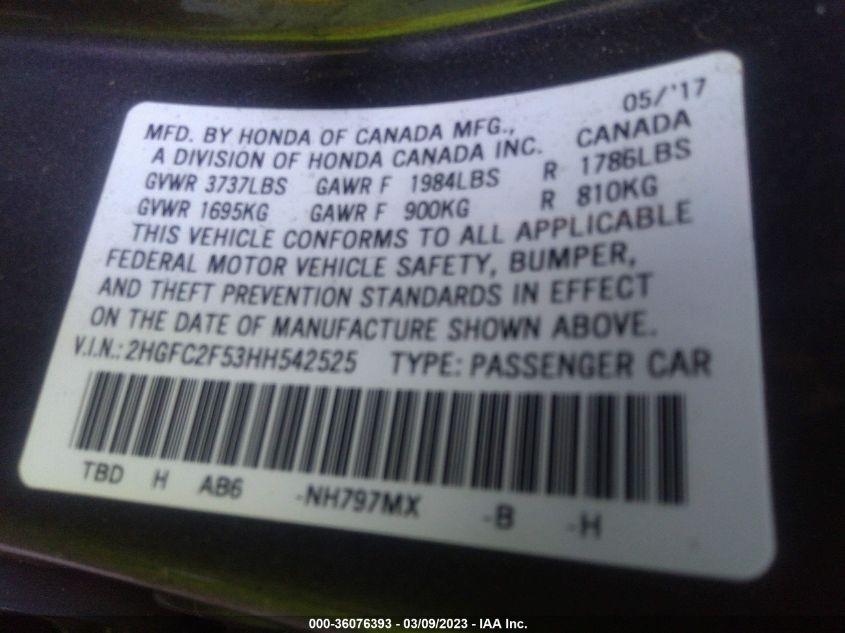 05/'17
MFD. BY HONDA OF CANADA MFG., CANADA
A DIVISION OF HONDA CANADA INC.
GVWR 3737LBS GAWR F 1984LBS R 1786LBS
GVWR 1695KG GAWR F 900KG R 810KG
THIS VEHICLE CONFORMS TO ALL APPLICABLE
FEDERAL MOTOR VEHICLE SAFETY, BUMPER,
AND THEFT PREVENTION STANDARDS IN EFFECT
ON THE DATE OF MANUFACTURE SHOWN ABOVE.
V.I.N.: 2HGFC2F53HH542525 TYPE: PASSENGER CAR
TBD H AB6 -NH797MX -B -H
000-36076393 - 03/09/2023 - IAA Inc.